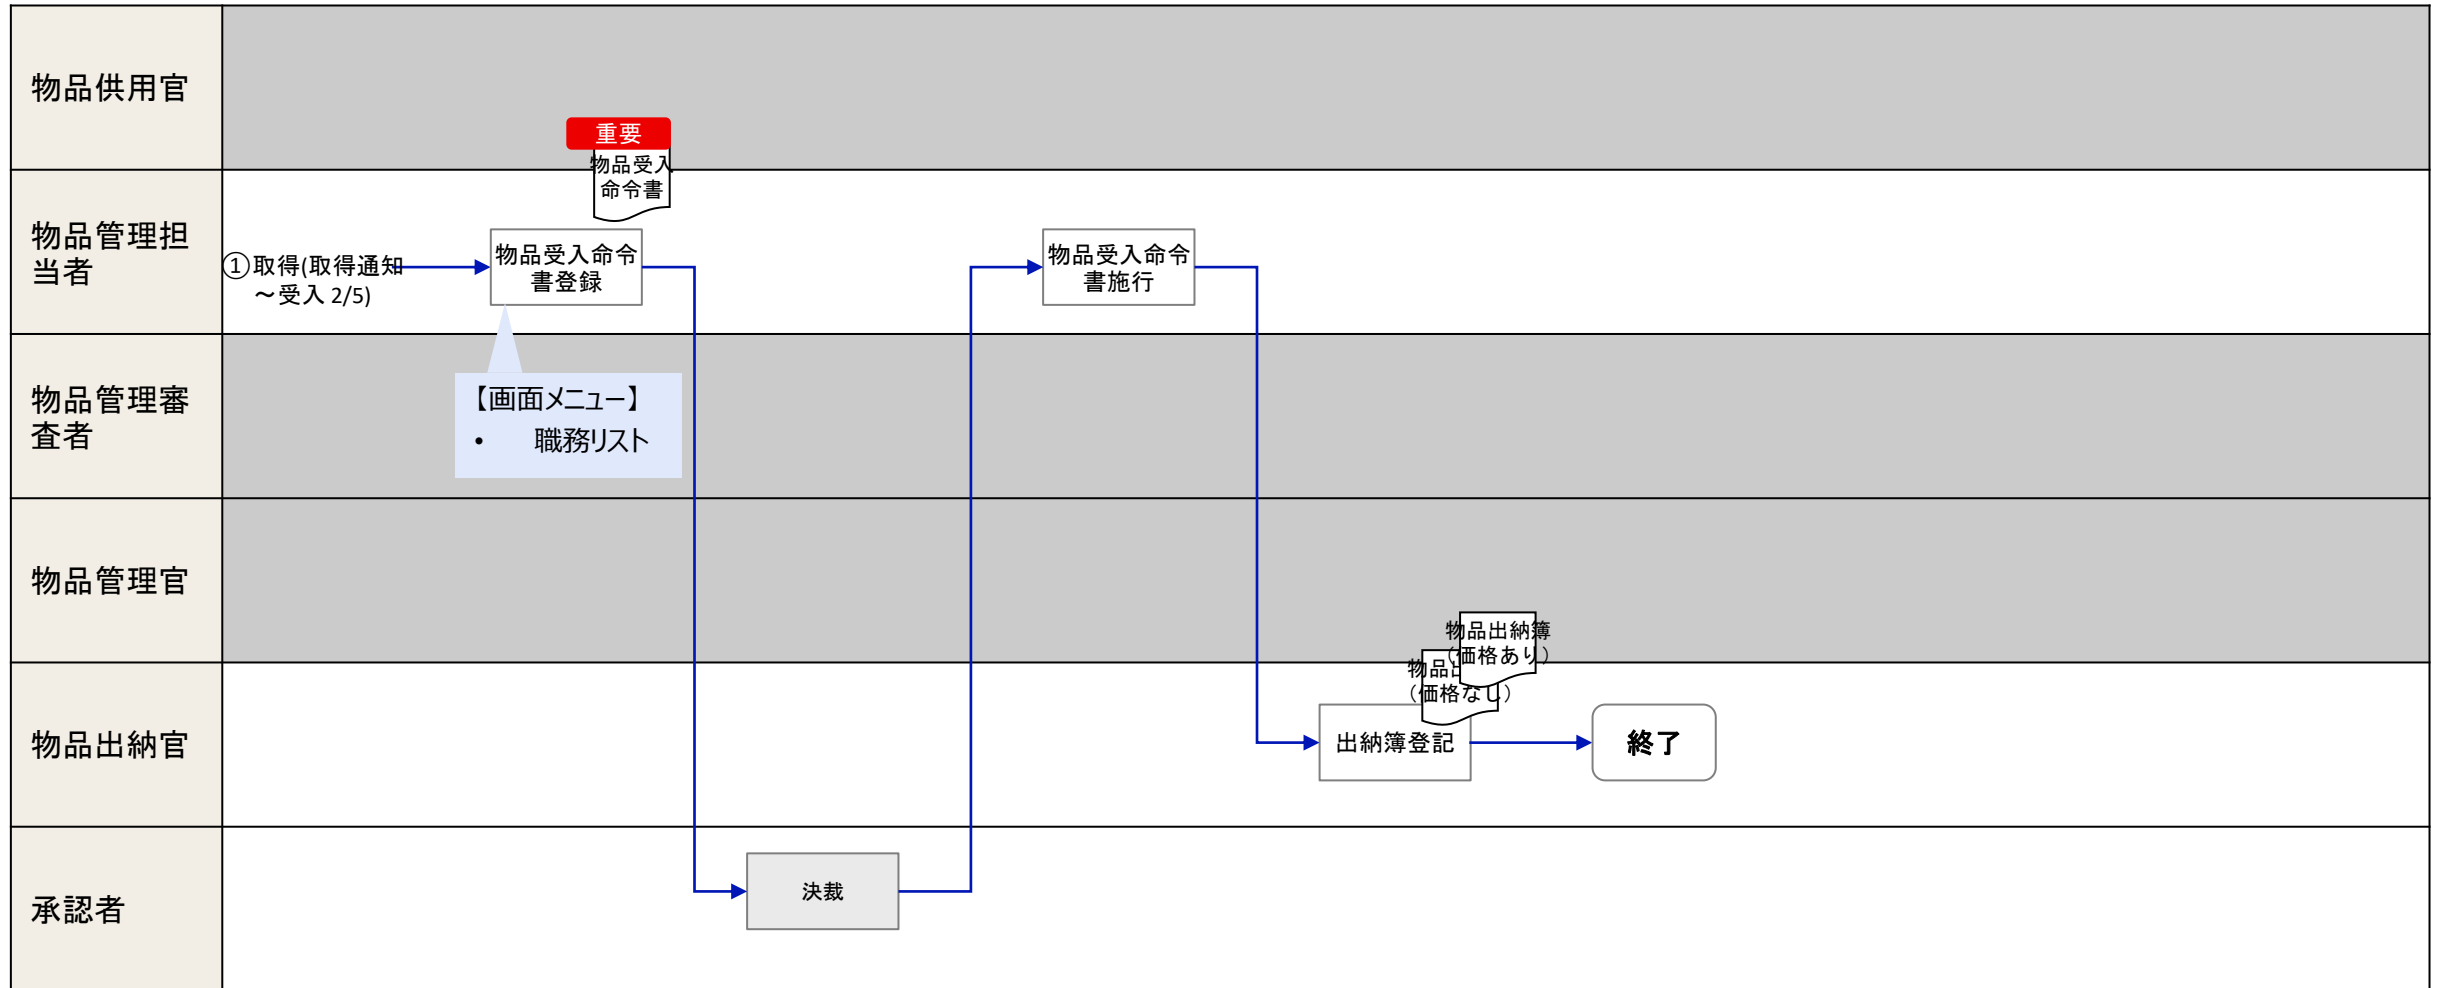 物品供用官
重要
物品受入
命令書
物品管理担
当者
①取得(取得通知
～受入 2/5)
物品受入命令
書登録
物品受入命令
書施行
物品管理審
査者
【画面メニュー】
• 職務リスト
物品管理官
物品出納簿
（価格あり）
物品出
（価格なし）
物品出納官
出納簿登記
終了
承認者
決裁